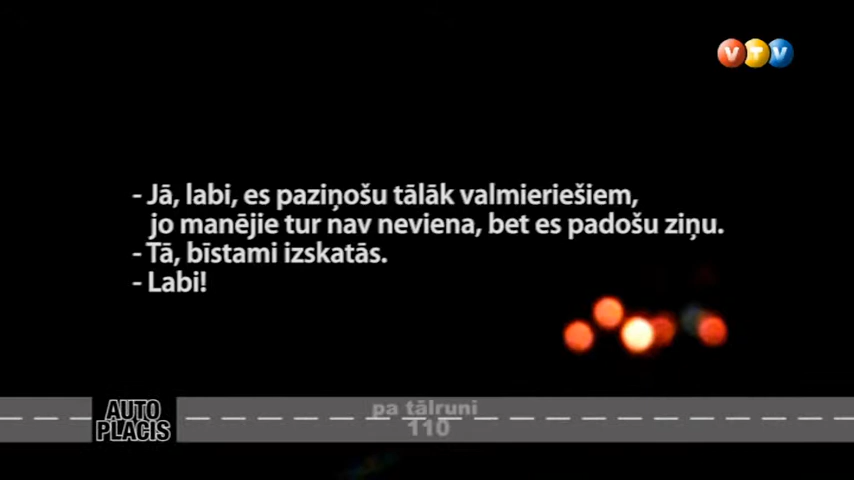 VTV
- Jā, labi, es paziņošu tālāk valmieriešiem,
jo manējie tur nav neviena, bet es padošu ziņu.
- Tā, bīstami izskatās.
- Labi!
pa tālruni
110
AUTO
PLACIS